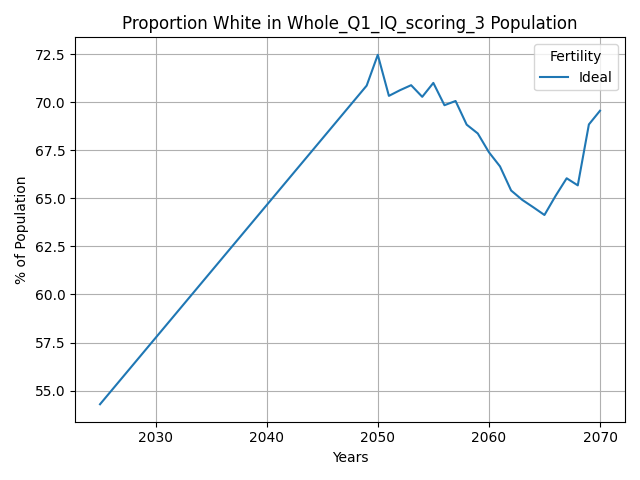 Proportion White in Whole_Q1_IQ_scoring_3 Population
Fertility
Ideal
72.5
70.0
67.5
65.0
62.5
60.0
57.5
55.0
% of Population
2030
2040
2050
2060
2070
Years